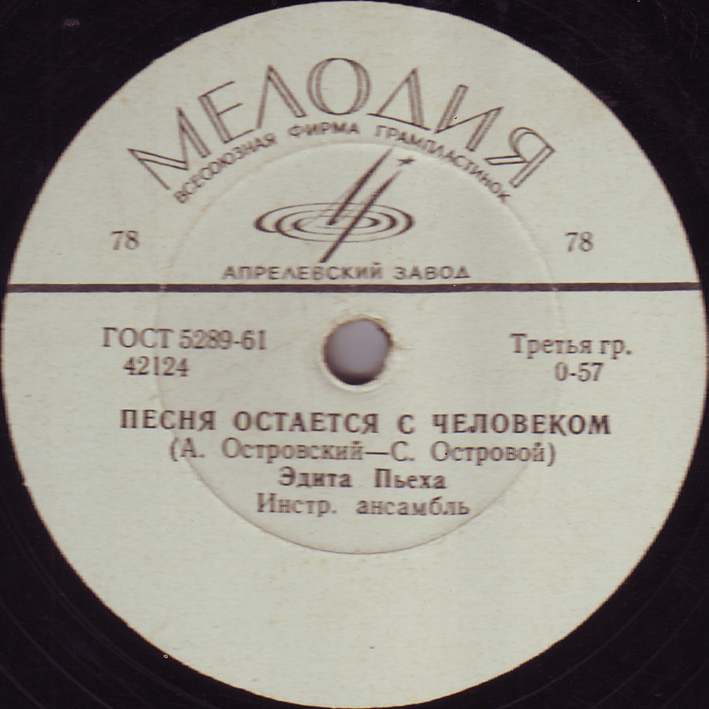 МЕЛОДИЯ
ВСЕСОЮЗНАЯ ФИРМА ГРАМПЛАСТИНОК
78 78
АПРЕЛЕВСКИЙ ЗАВОД
ГОСТ 5289-61 Третья гр.
42124 0-57
ПЕСНЯ ОСТАЕТСЯ С ЧЕЛОВЕКОМ
(А. Островский—С. Островой)
Эдита Пьеха
Инстр. ансамбль